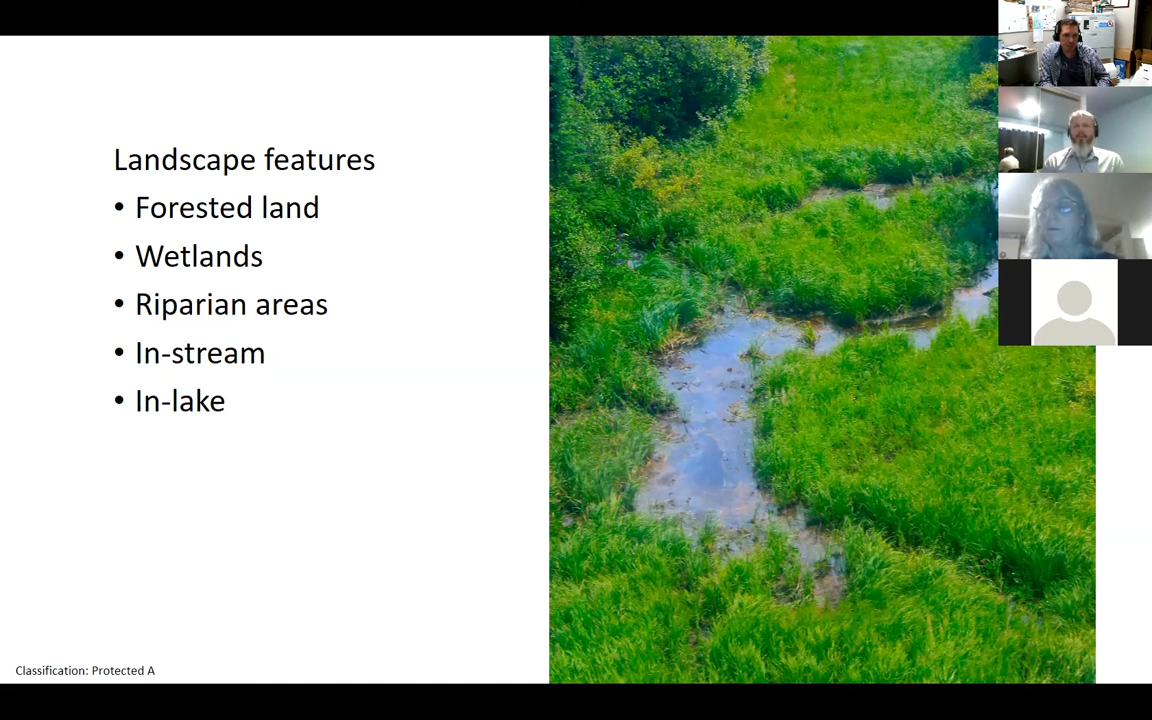 Landscape features
• Forested land
• Wetlands
• Riparian areas
• In-stream
• In-lake
Classification: Protected A